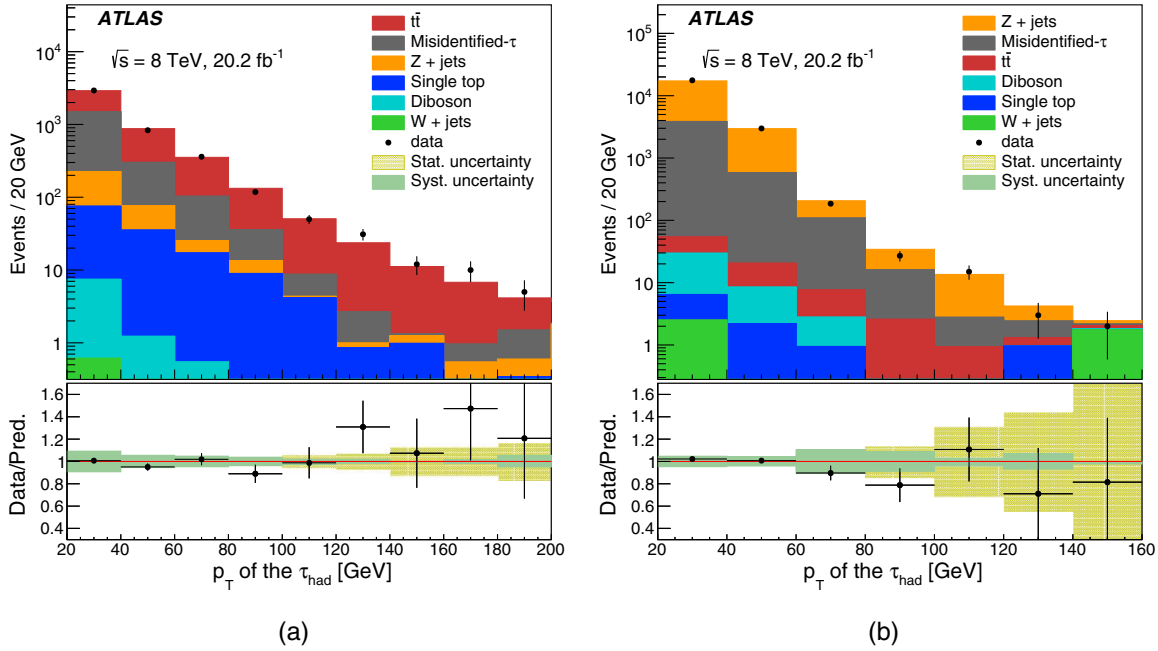 ATLAS
√s = 8 TeV, 20.2 fb⁻¹
tt̄
Misidentified-τ
Z + jets
Single top
Diboson
W + jets
data
Stat. uncertainty
Syst. uncertainty
Events / 20 GeV
10⁴
10³
10²
10
1
Data/Pred.
1.6
1.4
1.2
1
0.8
0.6
0.4
20 40 60 80 100 120 140 160 180 200
p_T of the τ_had [GeV]
(a)
ATLAS
√s = 8 TeV, 20.2 fb⁻¹
Z + jets
Misidentified-τ
tt̄
Diboson
Single top
W + jets
data
Stat. uncertainty
Syst. uncertainty
Events / 20 GeV
10⁵
10⁴
10³
10²
10
1
Data/Pred.
1.6
1.4
1.2
1
0.8
0.6
0.4
20 40 60 80 100 120 140 160
p_T of the τ_had [GeV]
(b)